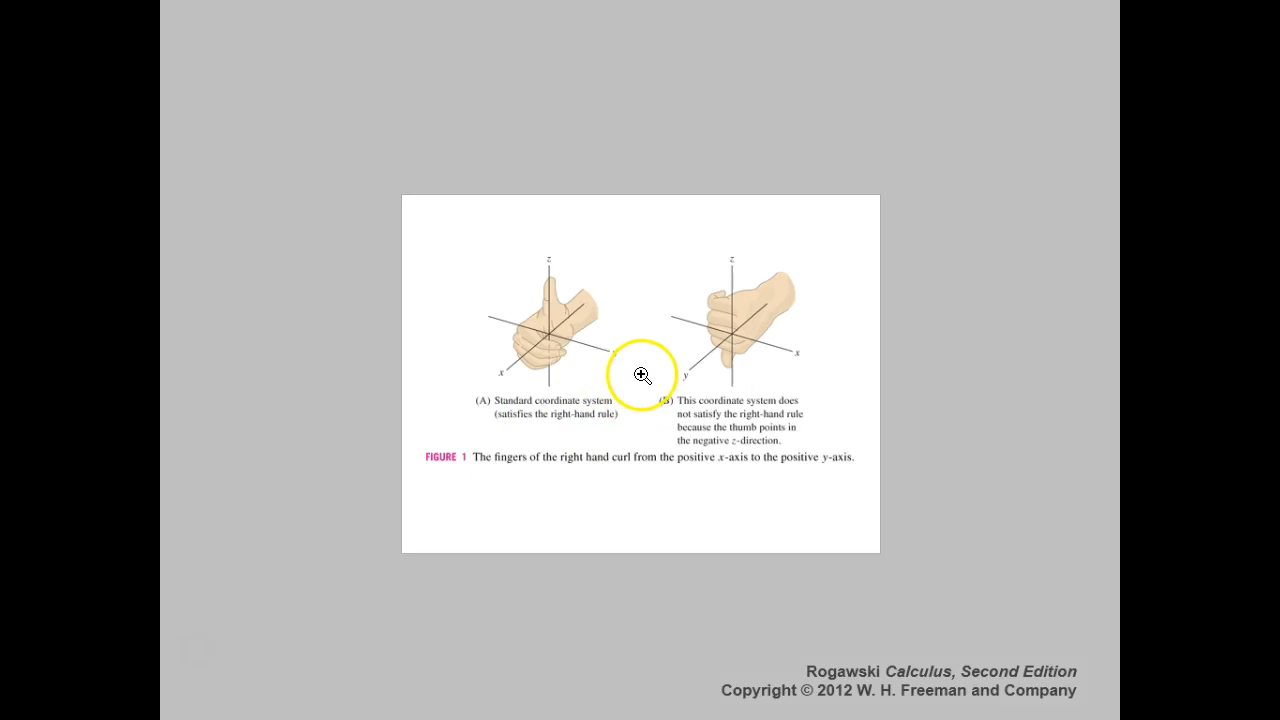 z
z
x
x
y
(A) Standard coordinate system
(satisfies the right-hand rule)
(B) This coordinate system does
not satisfy the right-hand rule
because the thumb points in
the negative z-direction.
FIGURE 1 The fingers of the right hand curl from the positive x-axis to the positive y-axis.
Rogawski Calculus, Second Edition
Copyright © 2012 W. H. Freeman and Company